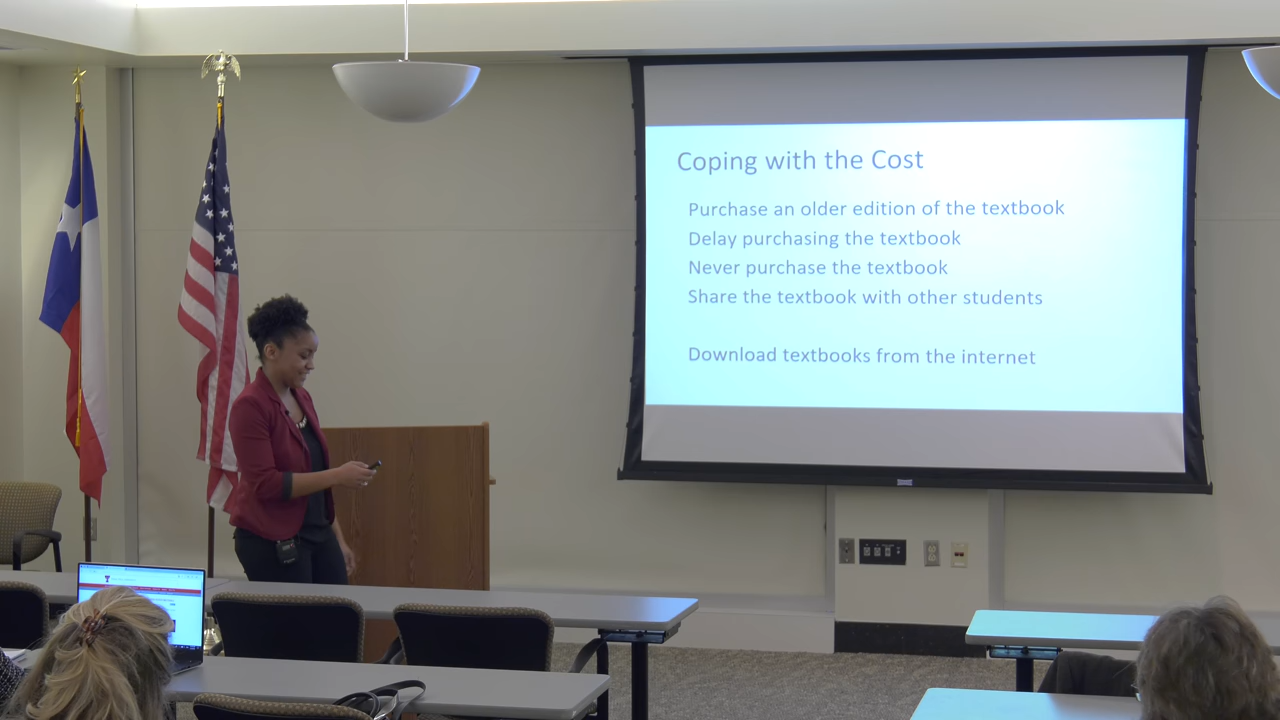 Coping with the Cost
Purchase an older edition of the textbook
Delay purchasing the textbook
Never purchase the textbook
Share the textbook with other students
Download textbooks from the internet